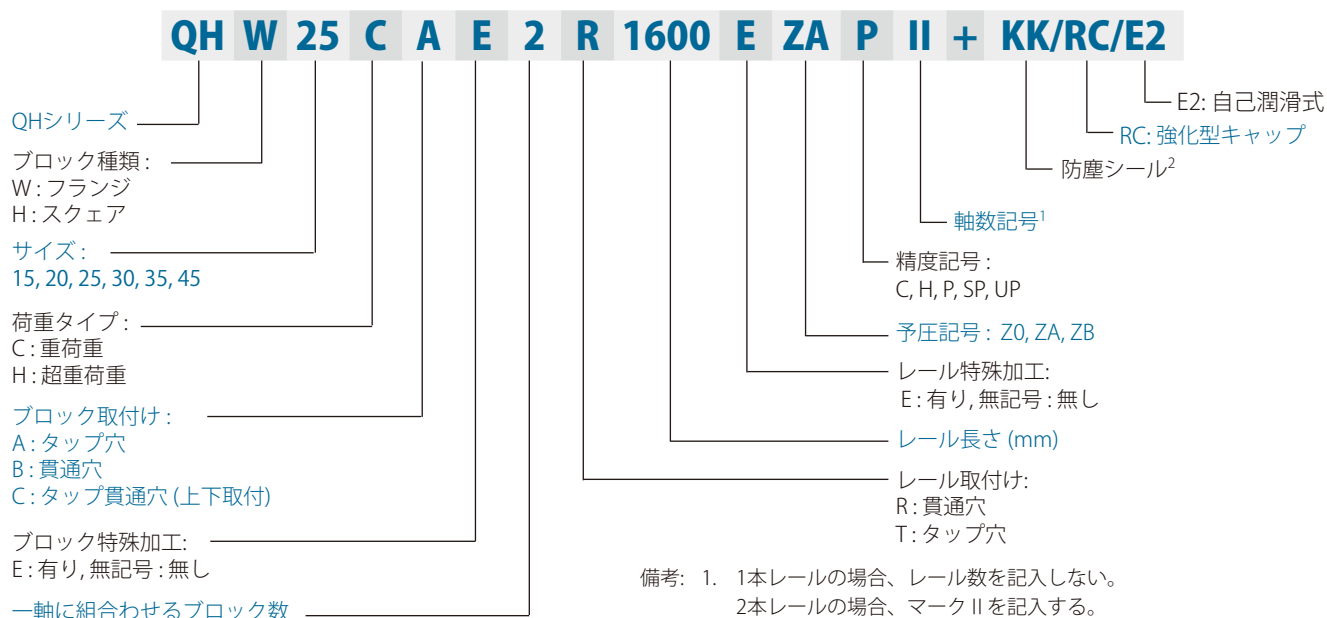 QH W 25 C A E 2 R 1600 E ZA P II + KK/RC/E2
QHシリーズ
ブロック種類 :
W : フランジ
H : スクェア
サイズ :
15, 20, 25, 30, 35, 45
荷重タイプ :
C : 重荷重
H : 超重荷重
ブロック取付け :
A : タップ穴
B : 貫通穴
C : タップ貫通穴 (上下取付)
ブロック特殊加工:
E : 有り, 無記号 : 無し
一軸に組合わせるブロック数
E2: 自己潤滑式
RC: 強化型キャップ
防塵シール2
軸数記号1
精度記号 :
C, H, P, SP, UP
予圧記号 : Z0, ZA, ZB
レール特殊加工:
E : 有り, 無記号 : 無し
レール長さ (mm)
レール取付け:
R : 貫通穴
T : タップ穴
備考: 1. 1本レールの場合、レール数を記入しない。
2本レールの場合、マーク II を記入する。